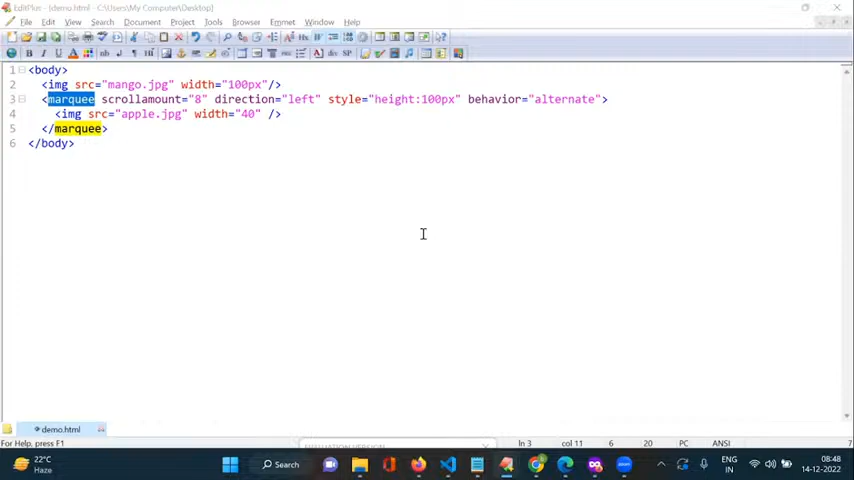 EditPlus - [demo.html - C:\Users\My Computer\Desktop]
File Edit View Search Document Project Tools Browser Emmet Window Help
1 <body>
2 <img src="mango.jpg" width="100px"/>
3 <marquee scrollamount="8" direction="left" style="height:100px" behavior="alternate">
4 <img src="apple.jpg" width="40" />
5 </marquee>
6 </body>
demo.html
For Help, press F1
EVALUATION VERSION
ln 3 col 11 6 20 PC ANSI
22°C
Haze
Search
ENG
IN
08:48
14-12-2022